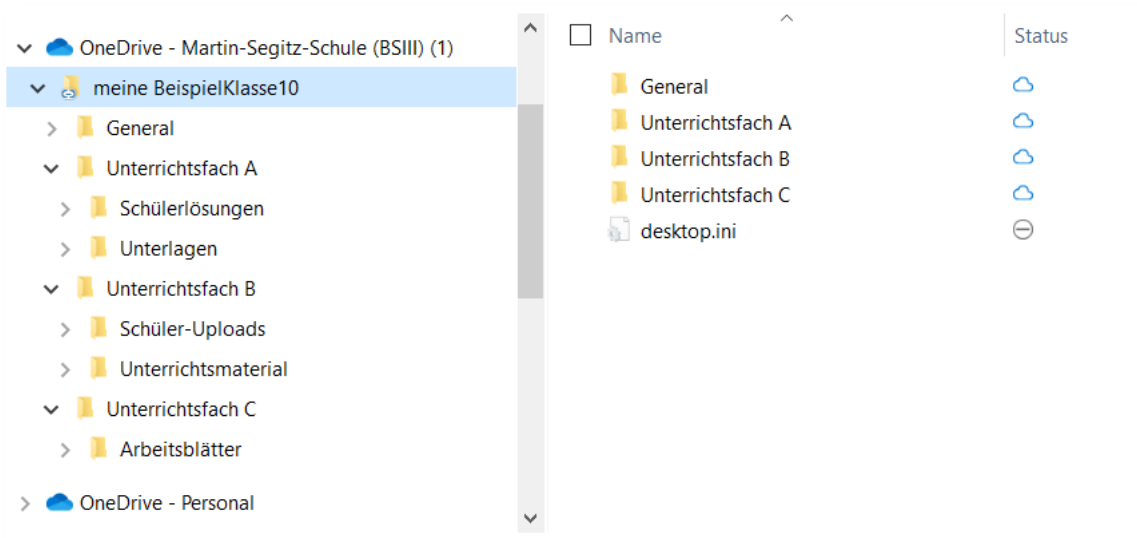 OneDrive - Martin-Segitz-Schule (BSIII) (1)
meine BeispielKlasse10
General
Unterrichtsfach A
Schülerlösungen
Unterlagen
Unterrichtsfach B
Schüler-Uploads
Unterrichtsmaterial
Unterrichtsfach C
Arbeitsblätter
OneDrive - Personal
Name Status
General
Unterrichtsfach A
Unterrichtsfach B
Unterrichtsfach C
desktop.ini